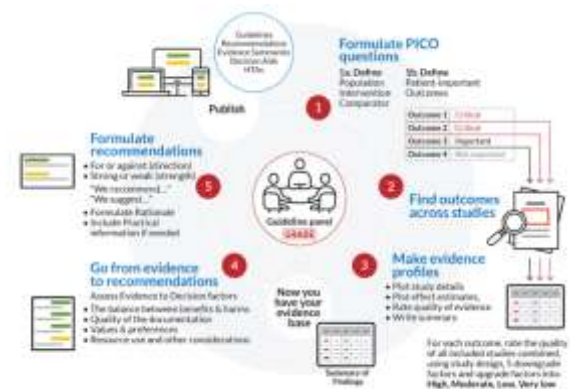 Guidelines
Recommendations
Evidence Summaries
Decision Aids
HTAs
Publish
Formulate PICO
questions
1a: Define
Population
Intervention
Comparator
1b: Define
Patient-important
Outcomes
1
Outcome 1 Critical
Outcome 2 Critical
Outcome 3 Important
Outcome 4 Not important
2
Find outcomes
across studies
3
Make evidence
profiles
• Plot study details
• Plot effect estimates,
• Rate quality of evidence
• Write summary
For each outcome, rate the quality
of all included studies combined,
using study design, 5 downgrade
factors and upgrade factors into
High, Moderate, Low, Very low
Now you
have your
evidence
base
Summary of
Findings
4
Go from evidence
to recommendations
Assess Evidence to Decision factors
• The balance between benefits & harms
• Quality of the documentation
• Values & preferences
• Resource use and other considerations
5
Formulate
recommendations
• For or against (direction)
• Strong or weak (strength)
"We recommend..."
"We suggest..."
• Formulate Rationale
• Include Practical
information if needed
Guideline panel
GRADE